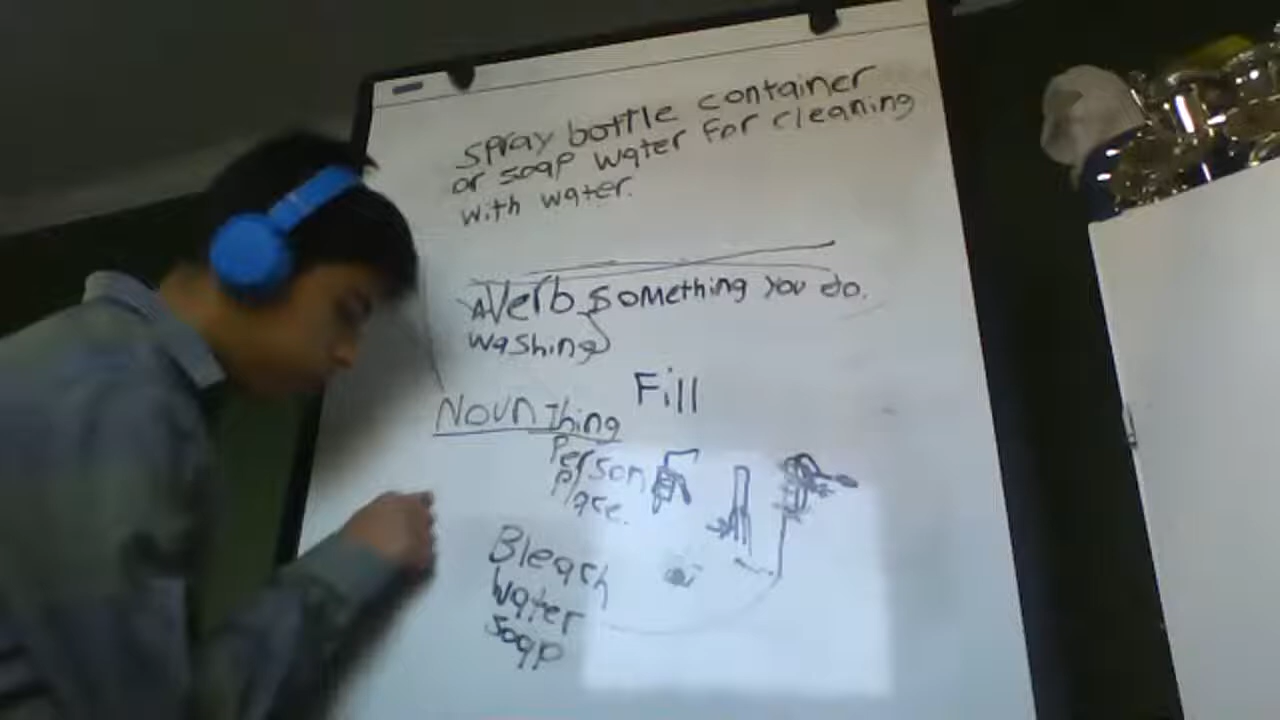 spray bottle container
or soap water for cleaning
with water.
A Verb something you do.
washing
Fill
Noun Thing
Person
Place.
Bleach
water
soap